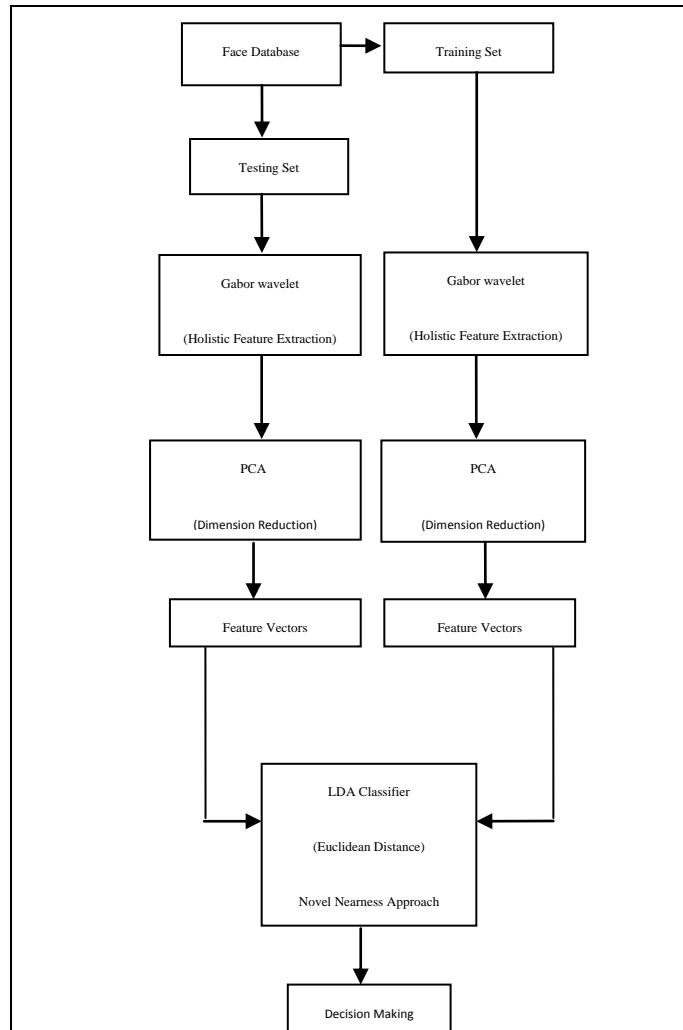 Face Database
Training Set
Testing Set
Gabor wavelet
(Holistic Feature Extraction)
Gabor wavelet
(Holistic Feature Extraction)
PCA
(Dimension Reduction)
PCA
(Dimension Reduction)
Feature Vectors
Feature Vectors
LDA Classifier
(Euclidean Distance)
Novel Nearness Approach
Decision Making